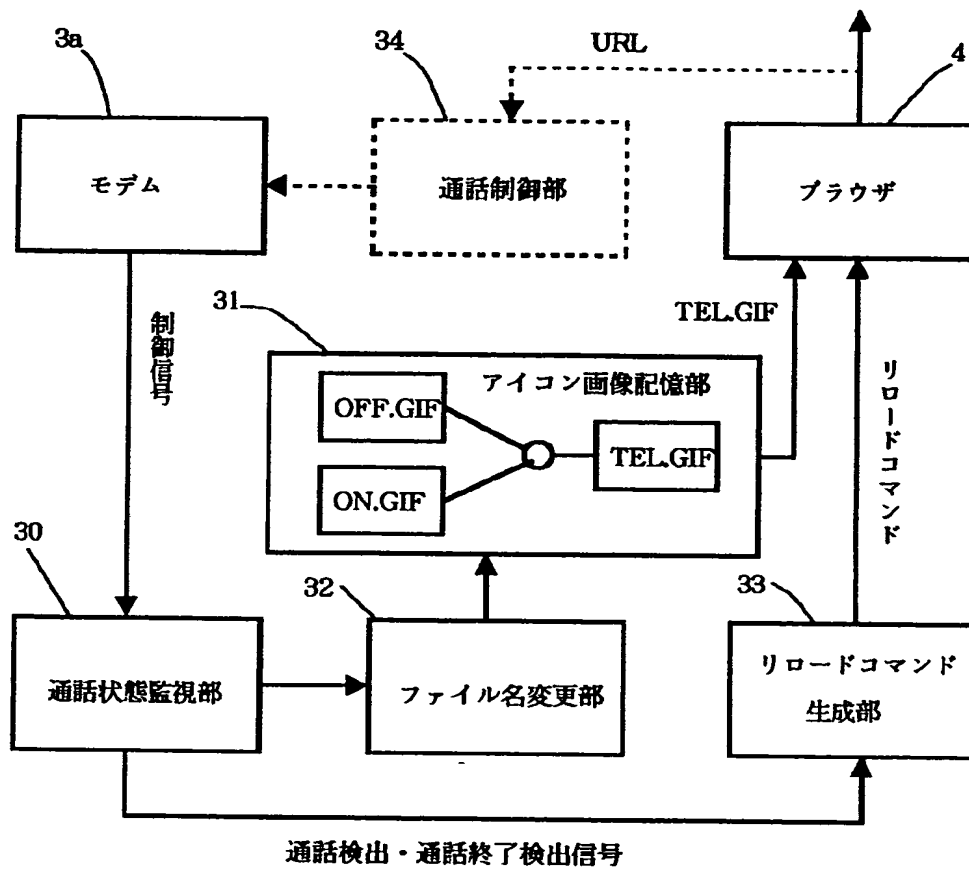 3a
34
URL
4
モデム
通話制御部
ブラウザ
制御信号
31
TEL.GIF
アイコン画像記憶部
OFF.GIF
TEL.GIF
ON.GIF
リロードコマンド
30
32
33
通話状態監視部
ファイル名変更部
リロードコマンド
生成部
通話検出・通話終了検出信号